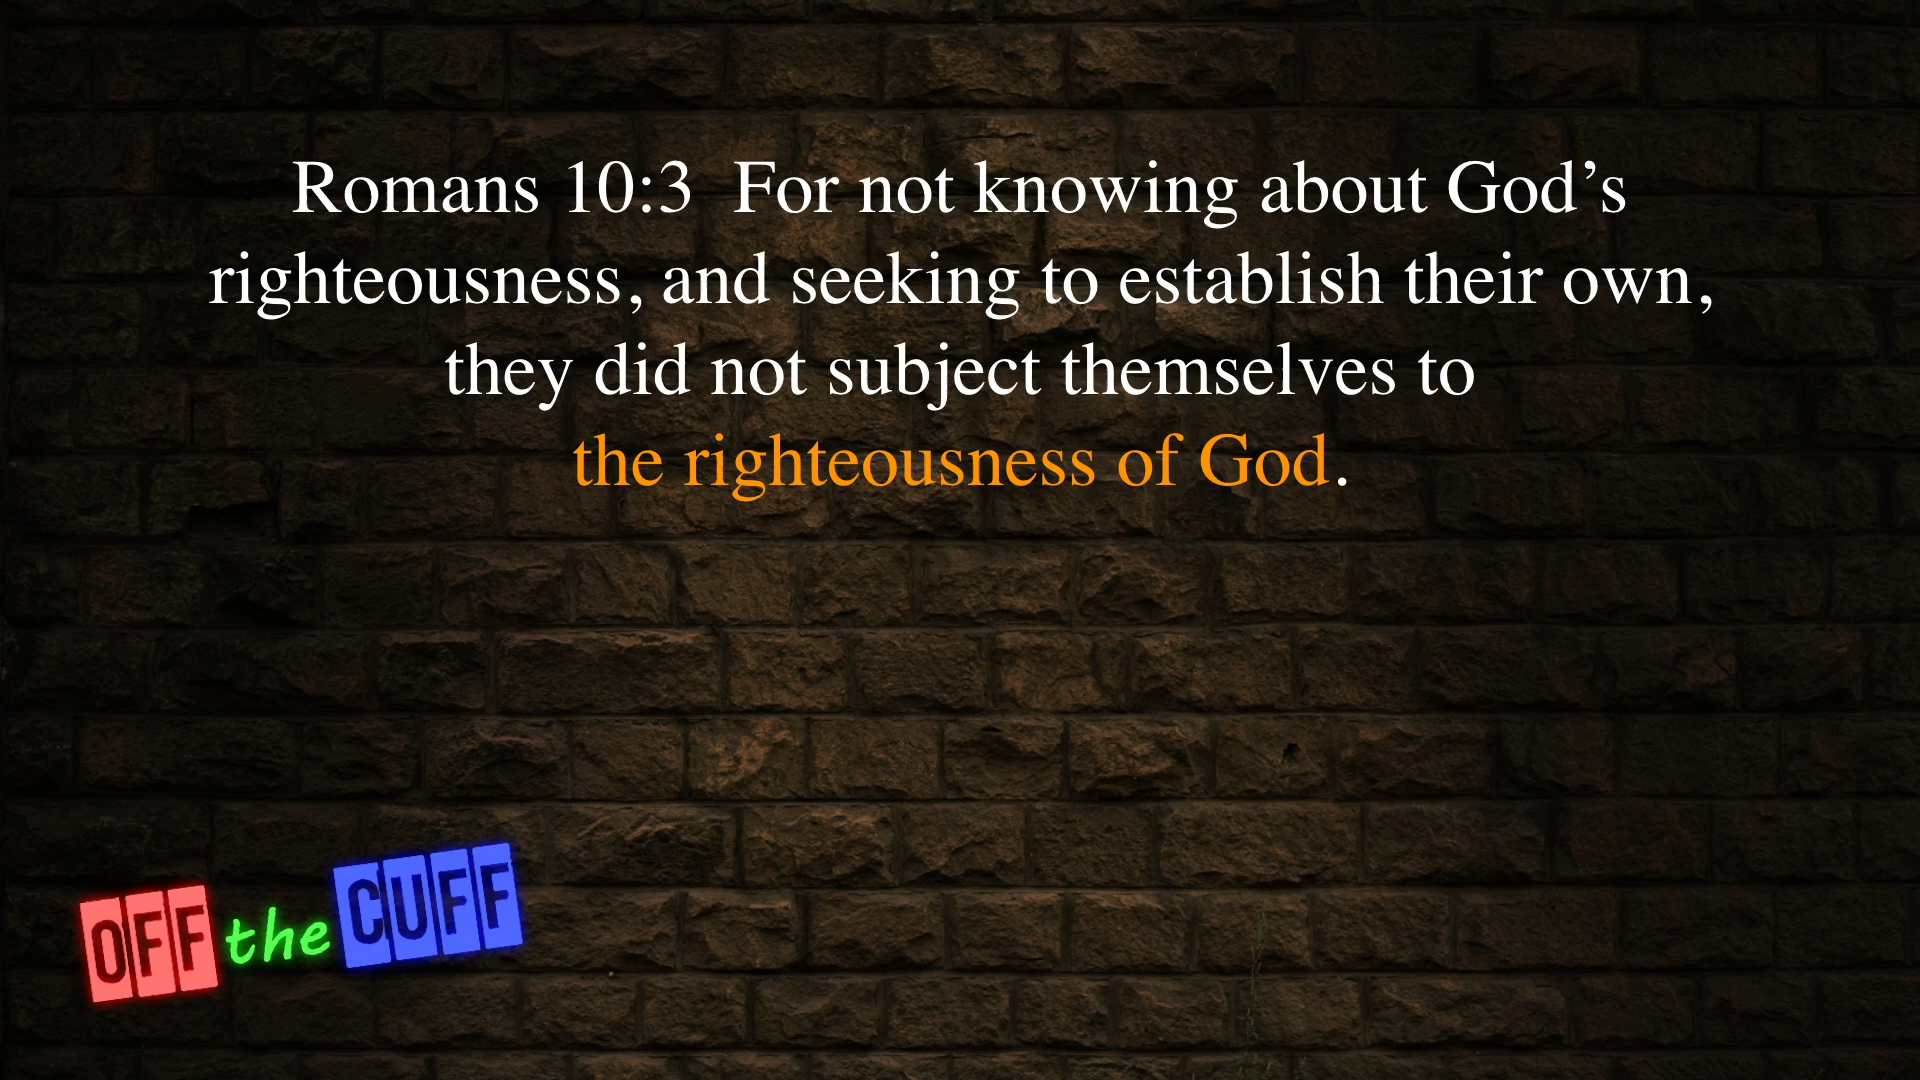 Romans 10:3  For not knowing about God’s
righteousness, and seeking to establish their own,
they did not subject themselves to
the righteousness of God.
OFF the CUFF